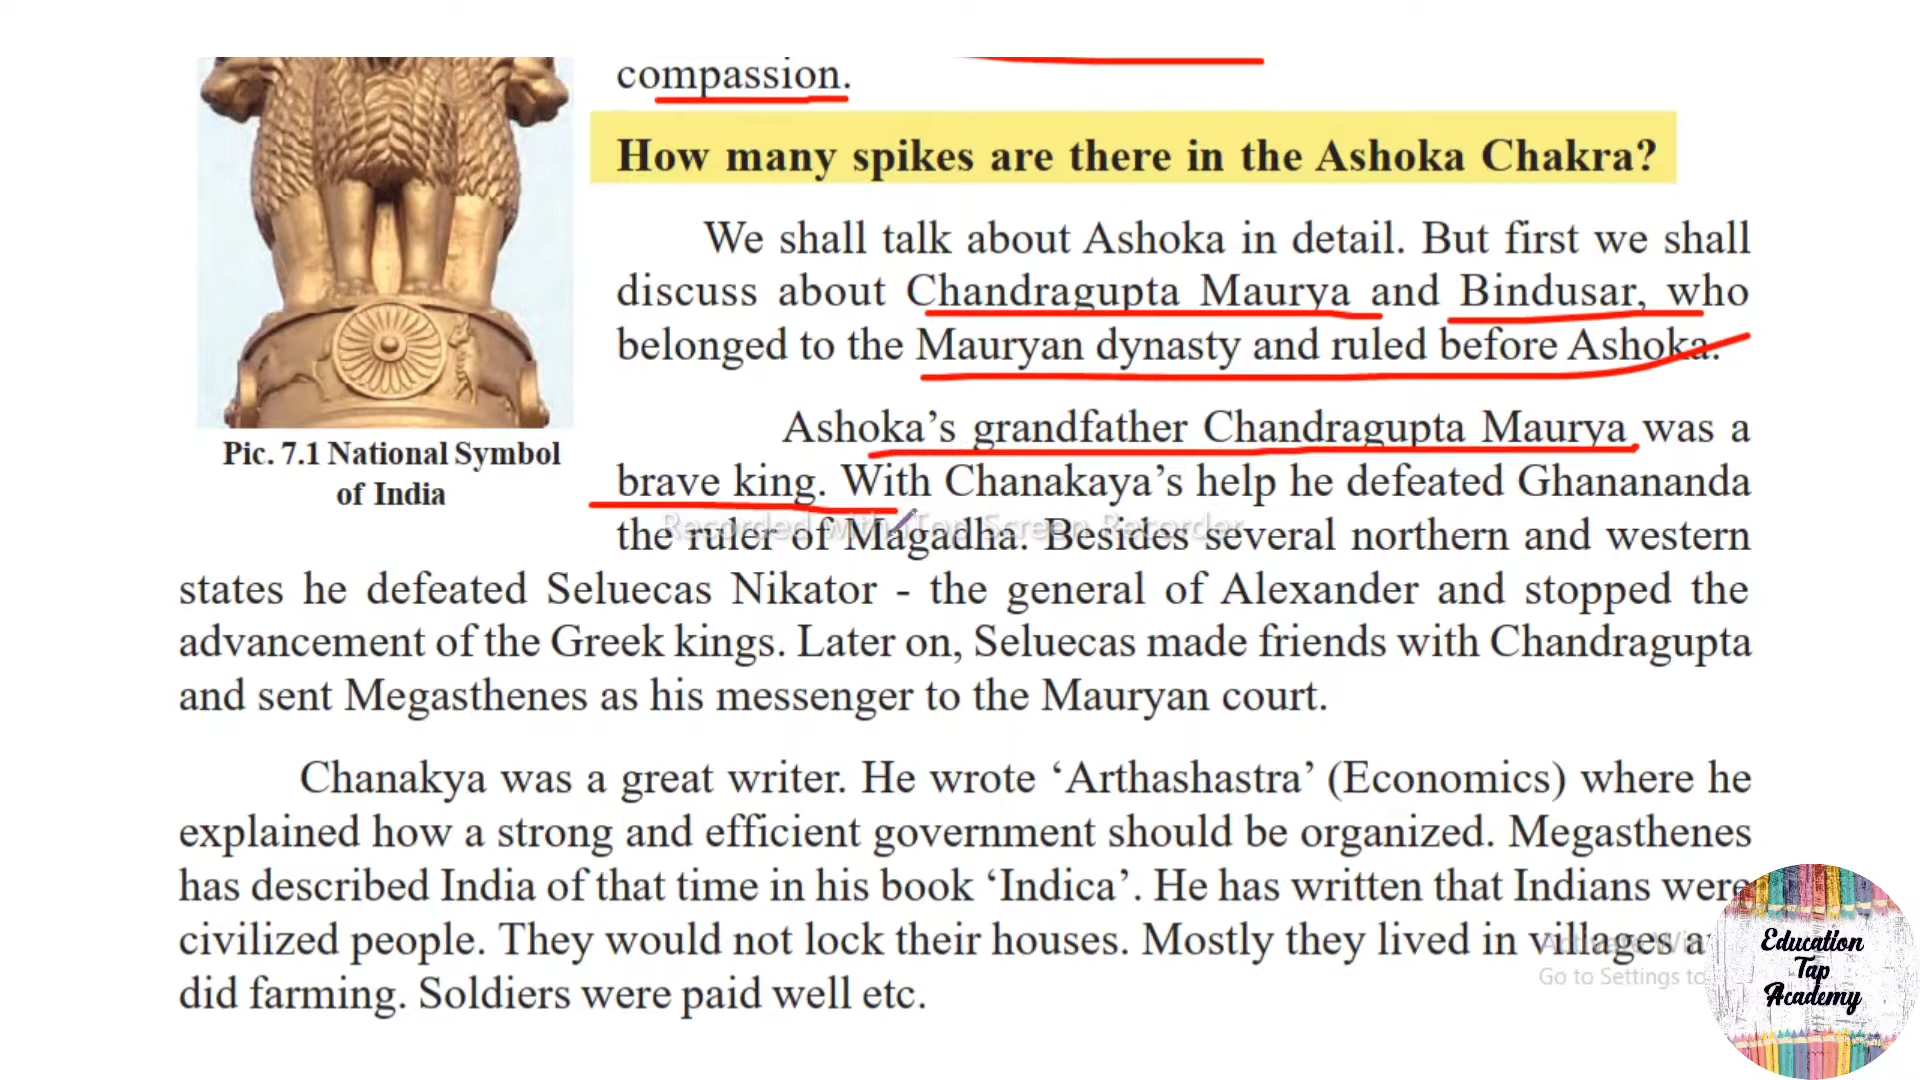 compassion.
How many spikes are there in the Ashoka Chakra?
We shall talk about Ashoka in detail. But first we shall
discuss about Chandragupta Maurya and Bindusar, who
belonged to the Mauryan dynasty and ruled before Ashoka.
Pic. 7.1 National Symbol
of India
Ashoka’s grandfather Chandragupta Maurya was a
brave king. With Chanakaya’s help he defeated Ghanananda
the ruler of Magadha. Besides several northern and western
states he defeated Seluecas Nikator - the general of Alexander and stopped the
advancement of the Greek kings. Later on, Seluecas made friends with Chandragupta
and sent Megasthenes as his messenger to the Mauryan court.
Chanakya was a great writer. He wrote ‘Arthashastra’ (Economics) where he
explained how a strong and efficient government should be organized. Megasthenes
has described India of that time in his book ‘Indica’. He has written that Indians were
civilized people. They would not lock their houses. Mostly they lived in villages a
did farming. Soldiers were paid well etc.
Recorded with iTop Screen Recorder
Activate Win
Go to Settings to
Education
Tap
Academy